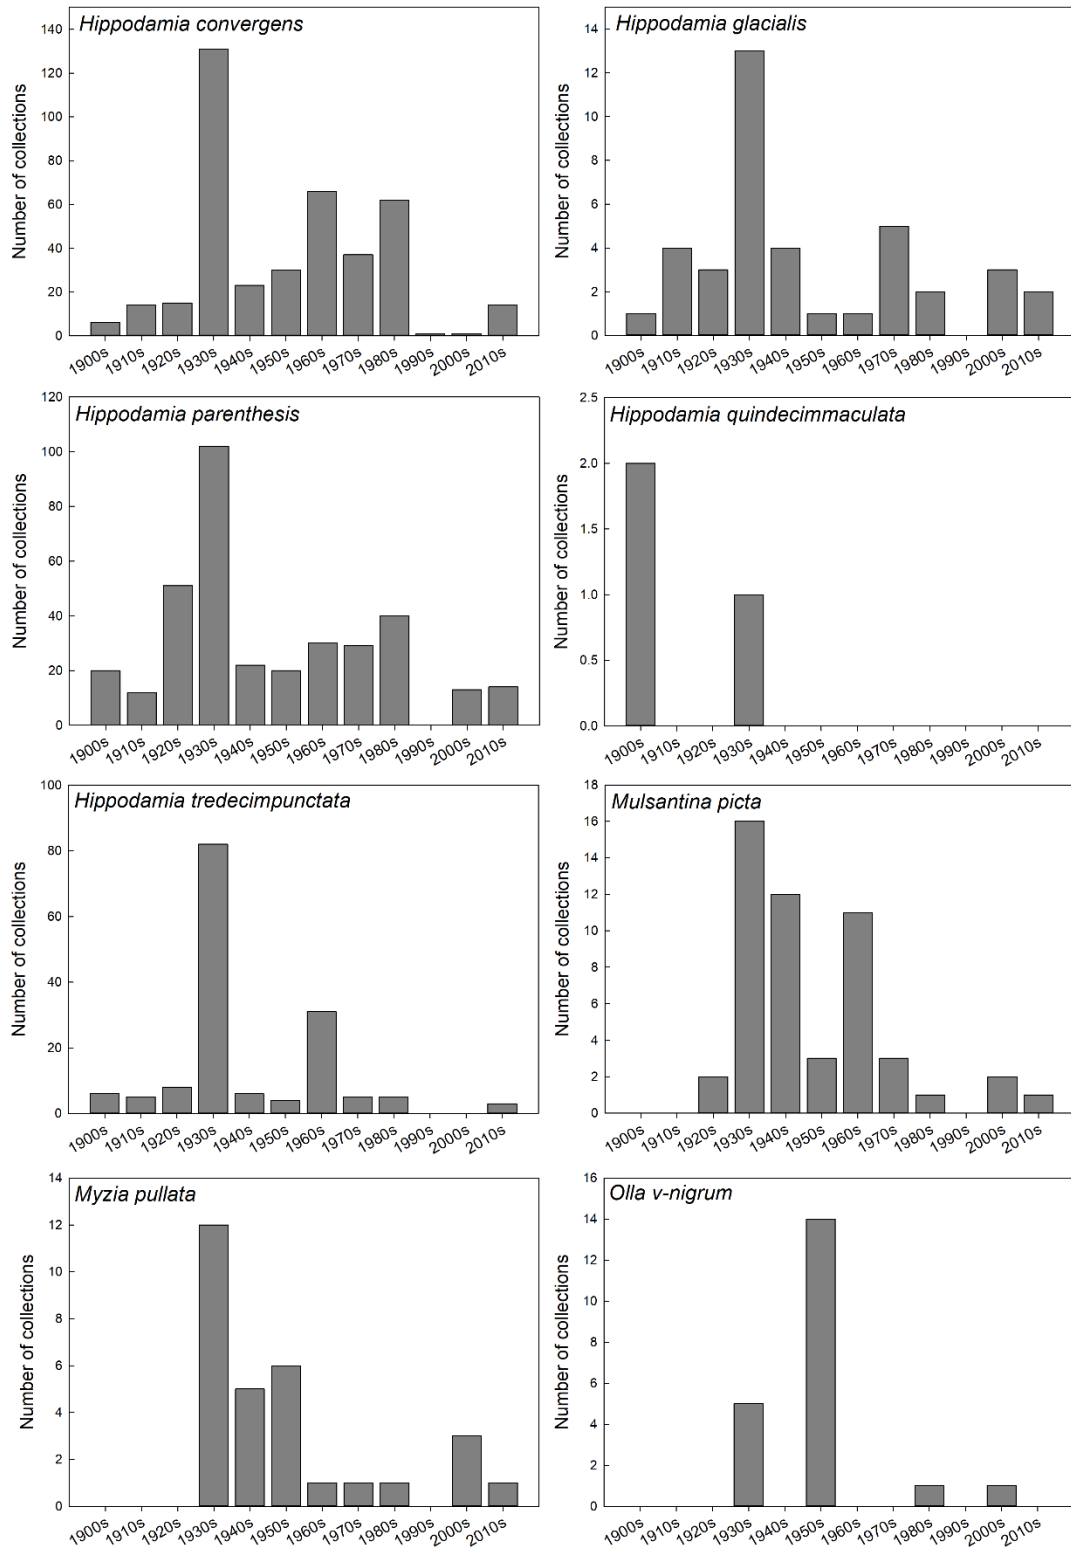 Hippodamia convergens
Number of collections
140
120
100
80
60
40
20
0
1900s 1910s 1920s 1930s 1940s 1950s 1960s 1970s 1980s 1990s 2000s 2010s
Hippodamia glacialis
Number of collections
14
12
10
8
6
4
2
0
1900s 1910s 1920s 1930s 1940s 1950s 1960s 1970s 1980s 1990s 2000s 2010s
Hippodamia parenthesis
Number of collections
120
100
80
60
40
20
0
1900s 1910s 1920s 1930s 1940s 1950s 1960s 1970s 1980s 1990s 2000s 2010s
Hippodamia quindecimmaculata
Number of collections
2.5
2.0
1.5
1.0
0.5
0.0
1900s 1910s 1920s 1930s 1940s 1950s 1960s 1970s 1980s 1990s 2000s 2010s
Hippodamia tredecimpunctata
Number of collections
100
80
60
40
20
0
1900s 1910s 1920s 1930s 1940s 1950s 1960s 1970s 1980s 1990s 2000s 2010s
Mulsantina picta
Number of collections
18
16
14
12
10
8
6
4
2
0
1900s 1910s 1920s 1930s 1940s 1950s 1960s 1970s 1980s 1990s 2000s 2010s
Myzia pullata
Number of collections
14
12
10
8
6
4
2
0
1900s 1910s 1920s 1930s 1940s 1950s 1960s 1970s 1980s 1990s 2000s 2010s
Olla v-nigrum
Number of collections
16
14
12
10
8
6
4
2
0
1900s 1910s 1920s 1930s 1940s 1950s 1960s 1970s 1980s 1990s 2000s 2010s